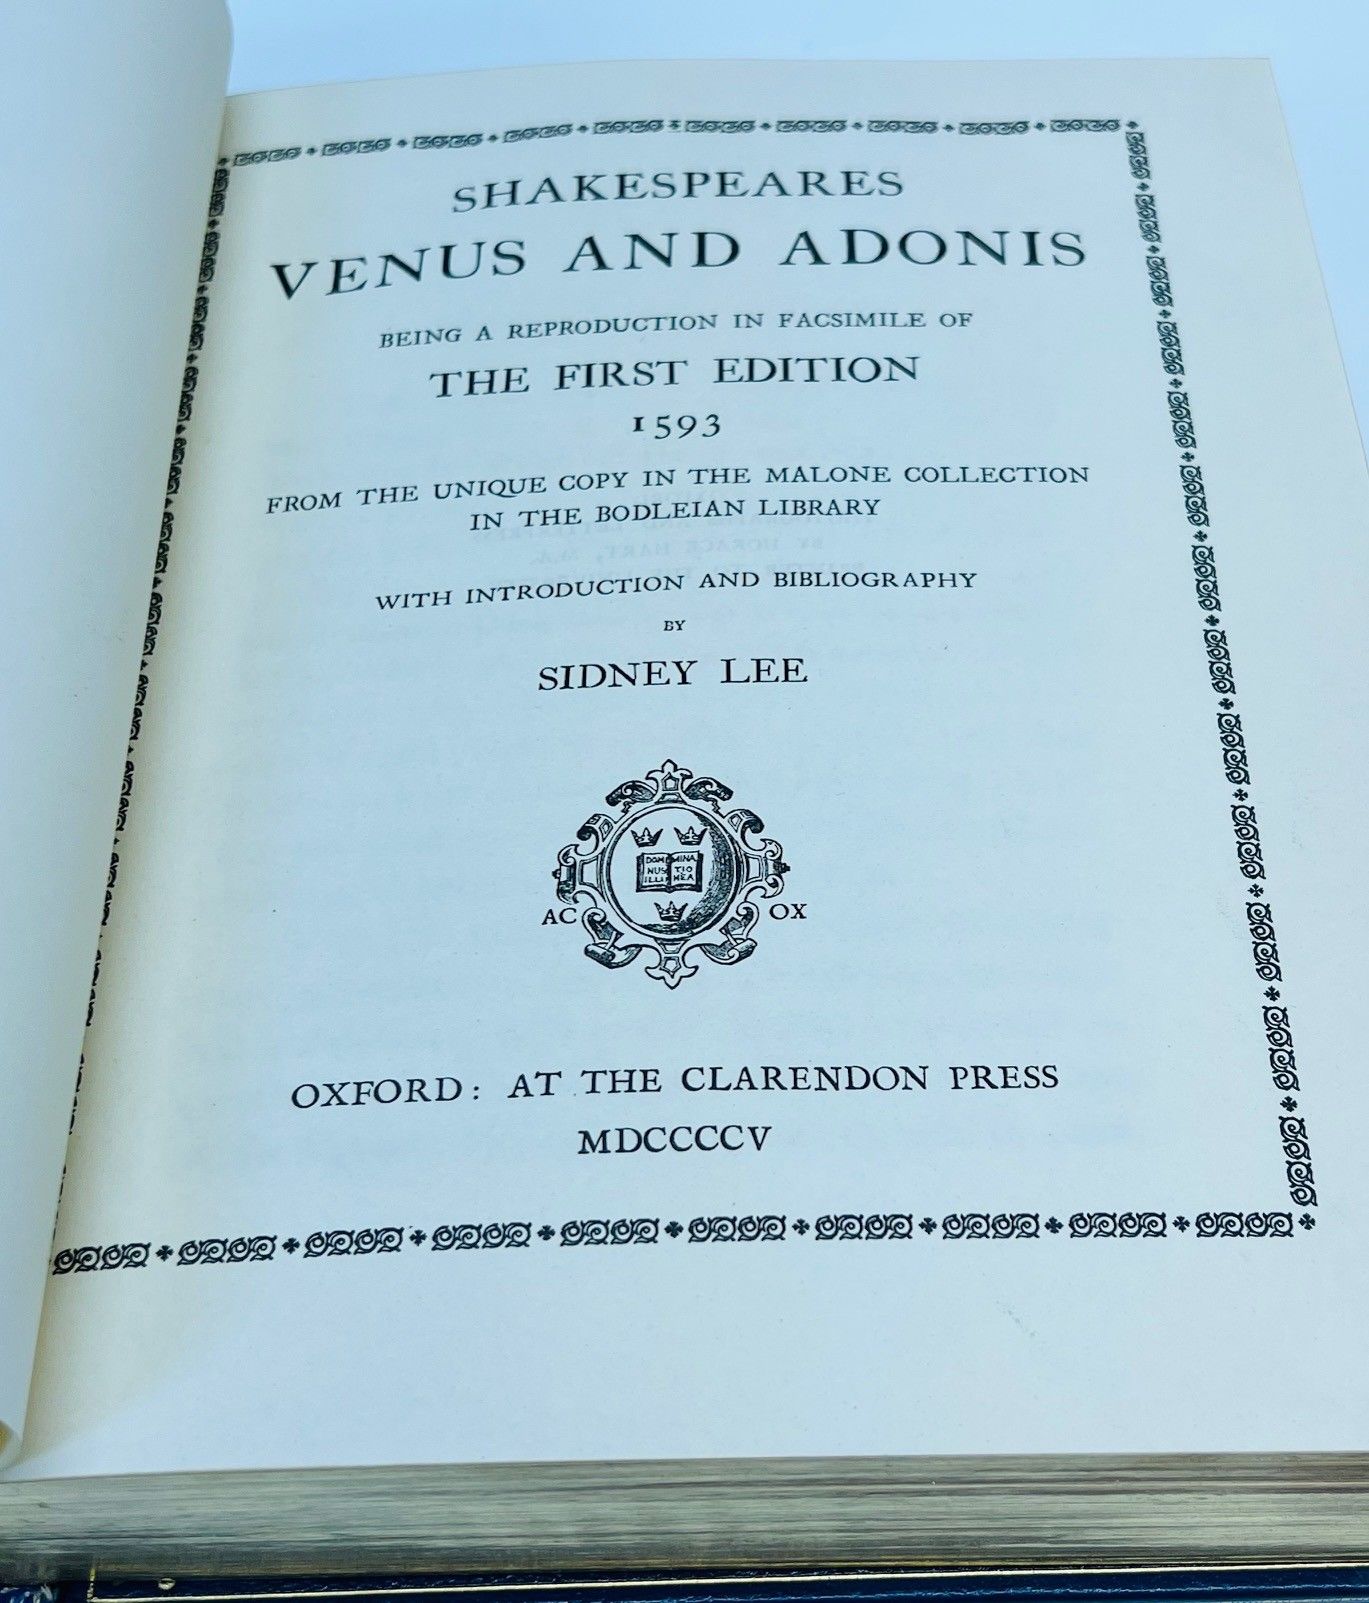 SHAKESPEARES
VENUS AND ADONIS
BEING A REPRODUCTION IN FACSIMILE OF
THE FIRST EDITION
1593
FROM THE UNIQUE COPY IN THE MALONE COLLECTION
IN THE BODLEIAN LIBRARY
WITH INTRODUCTION AND BIBLIOGRAPHY
BY
SIDNEY LEE
DOMI MINA
NUS TIO
ILLU MEA
AC OX
OXFORD: AT THE CLARENDON PRESS
MDCCCCV